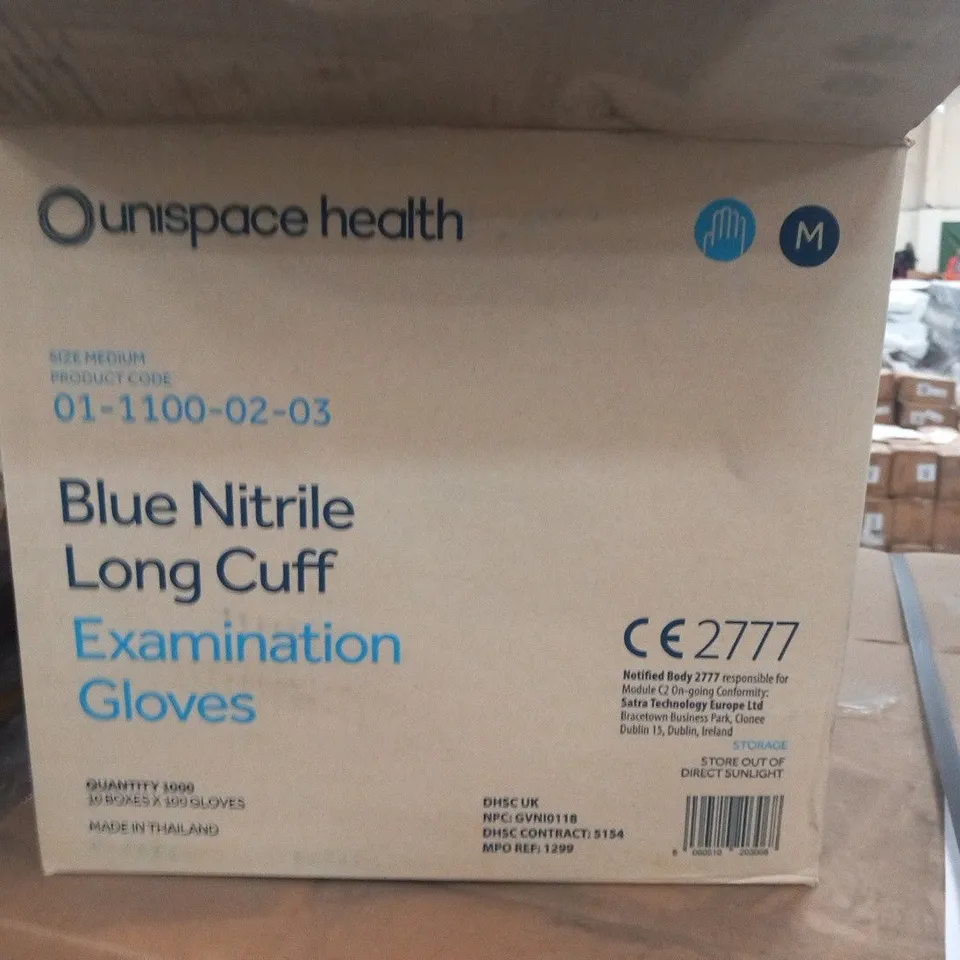 unispace health
M
SIZE MEDIUM
PRODUCT CODE
01-1100-02-03
Blue Nitrile
Long Cuff
Examination
Gloves
CE 2777
Notified Body 2777 responsible for
Module C2 On-going Conformity:
Satra Technology Europe Ltd
Bracetown Business Park, Clonee
Dublin 15, Dublin, Ireland
STORAGE
STORE OUT OF
DIRECT SUNLIGHT
QUANTITY 1000
10 BOXES X 100 GLOVES
MADE IN THAILAND
DHSC UK
NPC: GVNI0118
DHSC CONTRACT: 5154
MPO REF: 1299